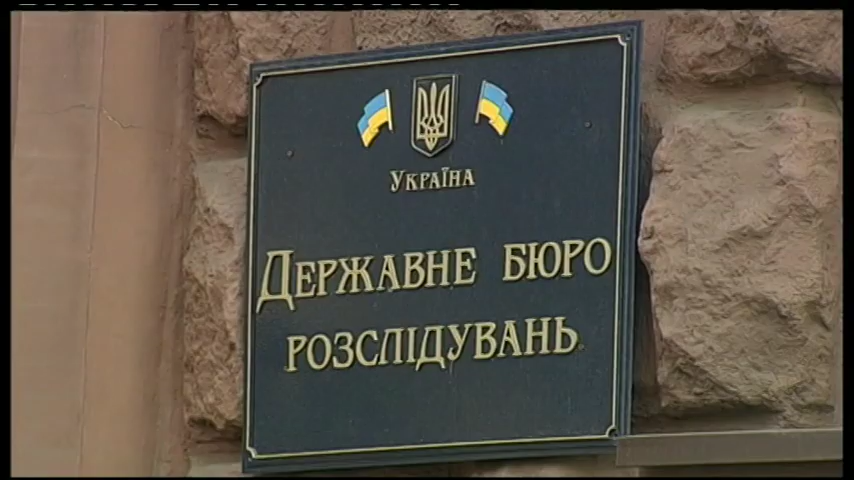 Україна
Державне бюро
розслідувань